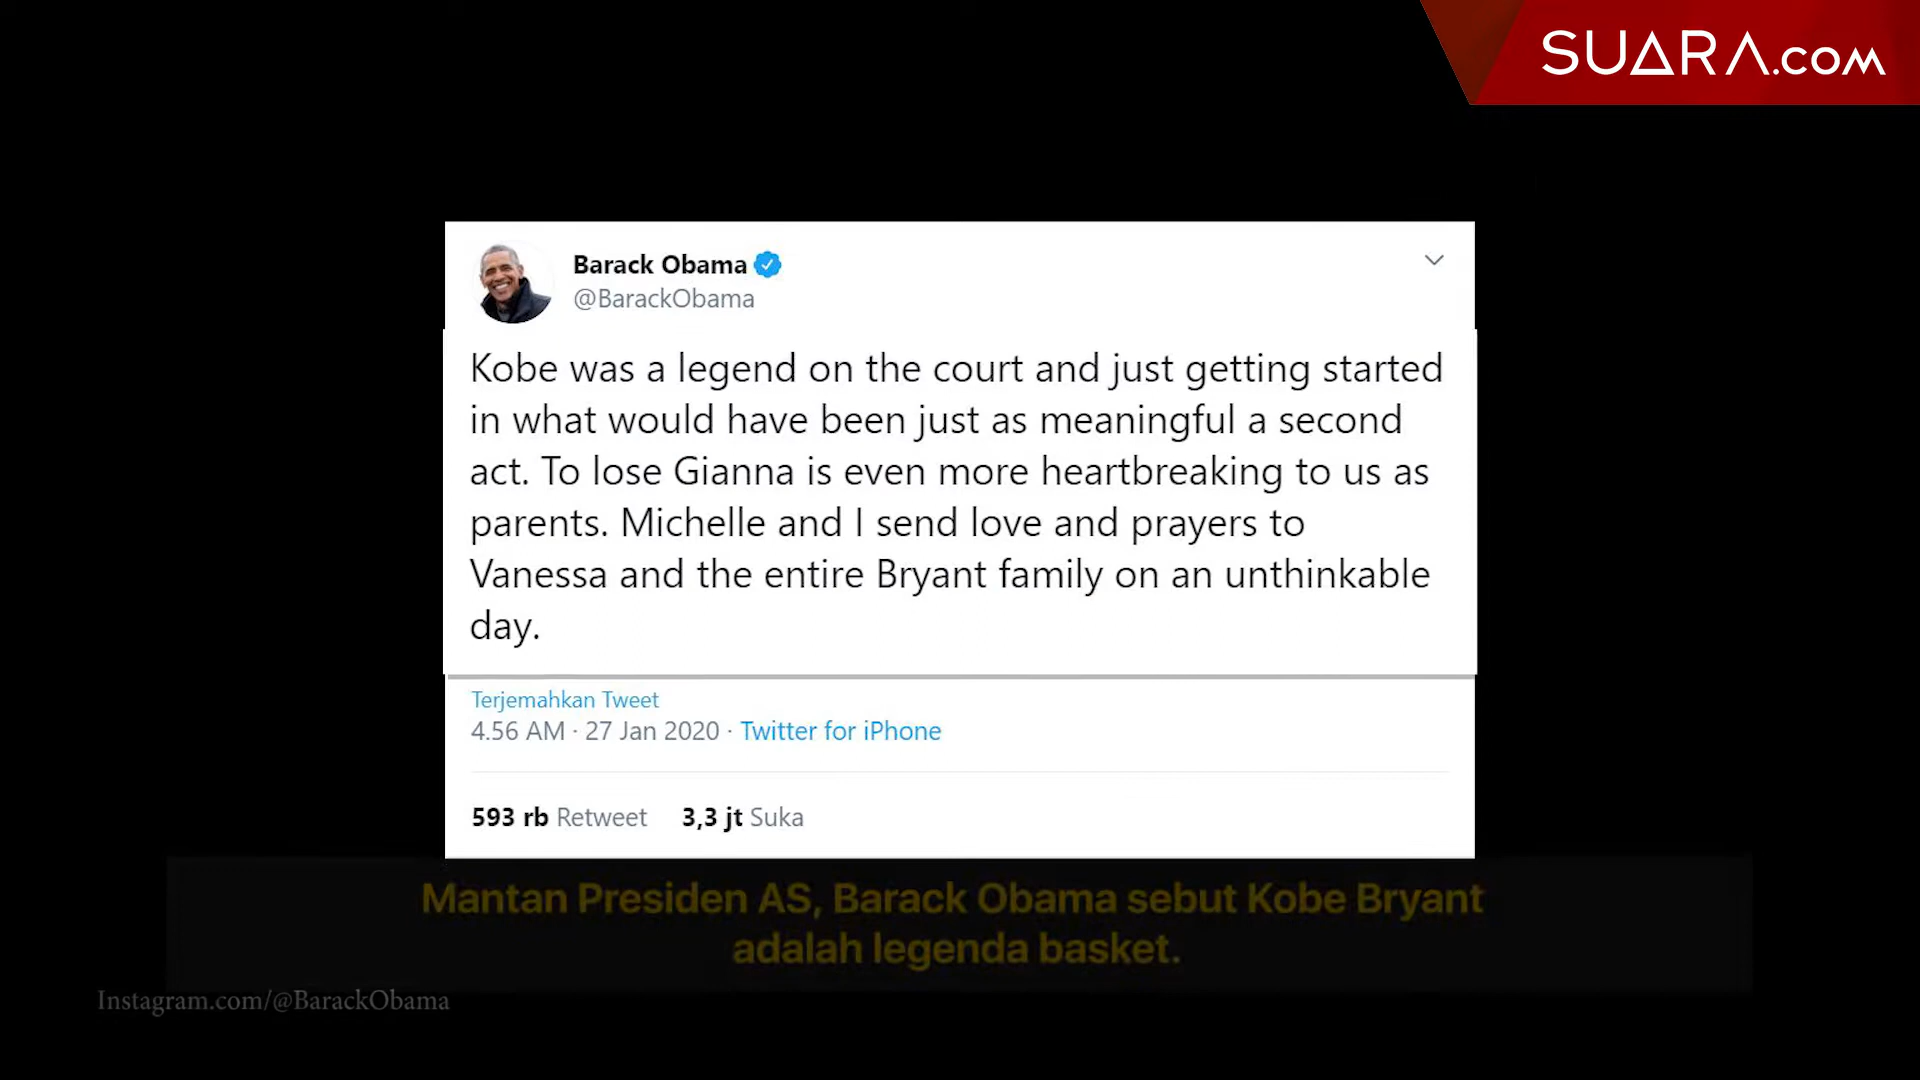 SUARA.com
Barack Obama
@BarackObama
Kobe was a legend on the court and just getting started
in what would have been just as meaningful a second
act. To lose Gianna is even more heartbreaking to us as
parents. Michelle and I send love and prayers to
Vanessa and the entire Bryant family on an unthinkable
day.
Terjemahkan Tweet
4.56 AM · 27 Jan 2020 · Twitter for iPhone
593 rb Retweet 3,3 jt Suka
Mantan Presiden AS, Barack Obama sebut Kobe Bryant
adalah legenda basket.
Instagram.com/@BarackObama